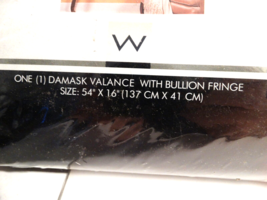 W
ONE (1) DAMASK VALANCE WITH BULLION FRINGE
SIZE: 54" X 16" (137 CM X 41 CM)